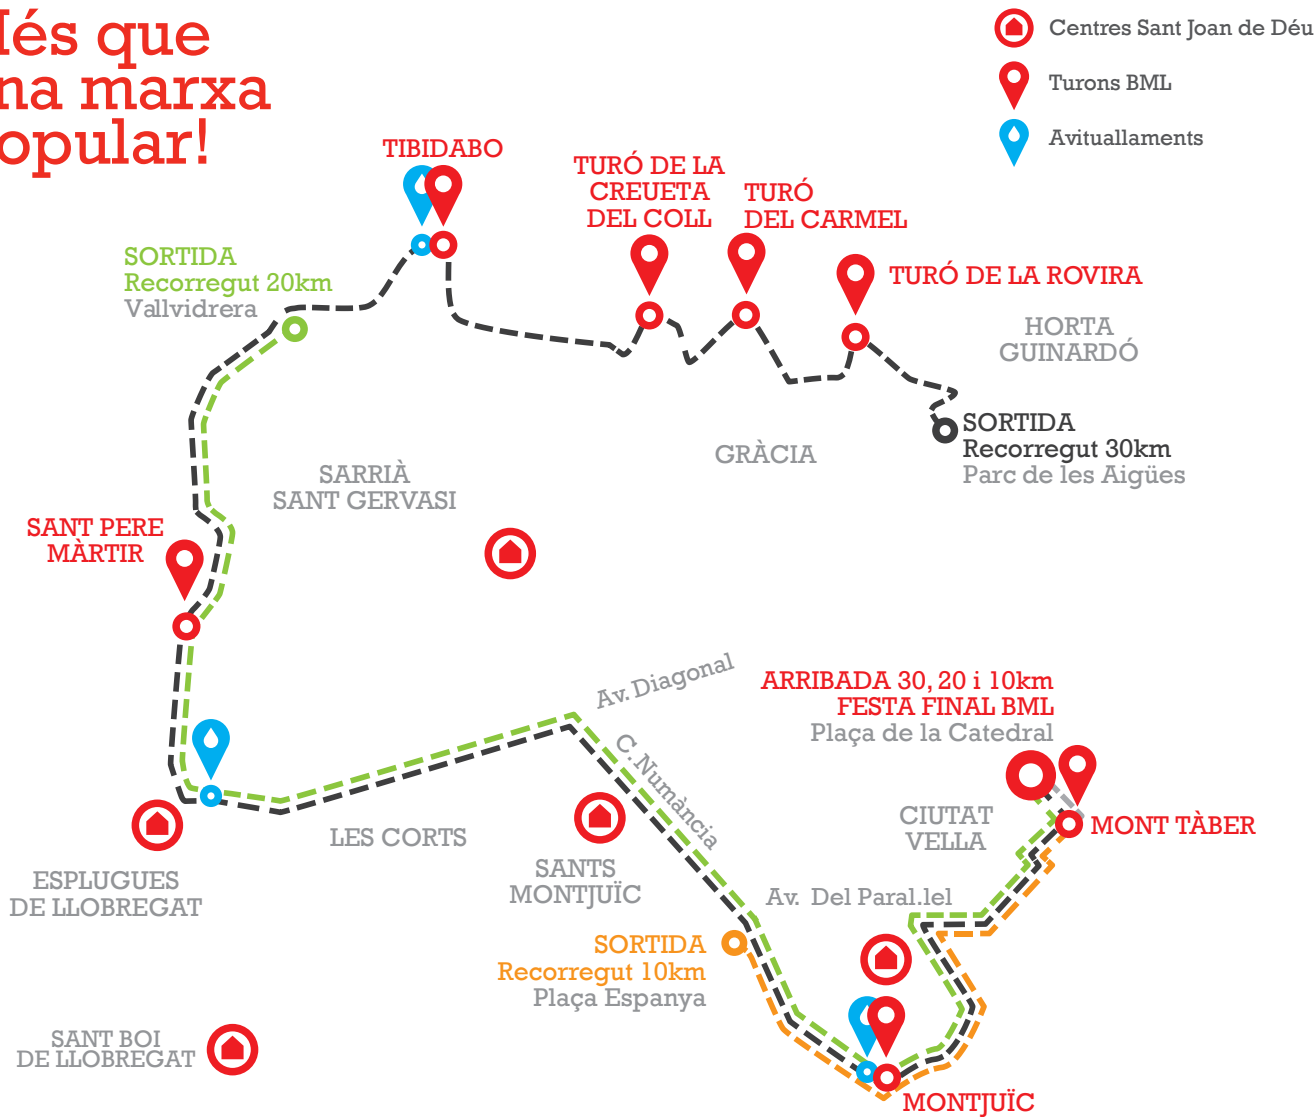 és que
na marxa
opular!
Centres Sant Joan de Déu
Turons BML
Avituallaments
TIBIDABO
TURÓ DE LA
CREUETA
DEL COLL
TURÓ
DEL CARMEL
SORTIDA
Recorregut 20km
Vallvidrera
TURÓ DE LA ROVIRA
HORTA
GUINARDÓ
SORTIDA
Recorregut 30km
Parc de les Aigües
GRÀCIA
SARRIÀ
SANT GERVASI
SANT PERE
MÀRTIR
Av. Diagonal
ARRIBADA 30, 20 i 10km
FESTA FINAL BML
Plaça de la Catedral
C. Numància
CIUTAT
VELLA
MONT TÀBER
LES CORTS
SANTS
MONTJUÏC
ESPLUGUES
DE LLOBREGAT
Av. Del Paral.lel
SORTIDA
Recorregut 10km
Plaça Espanya
SANT BOI
DE LLOBREGAT
MONTJUÏC